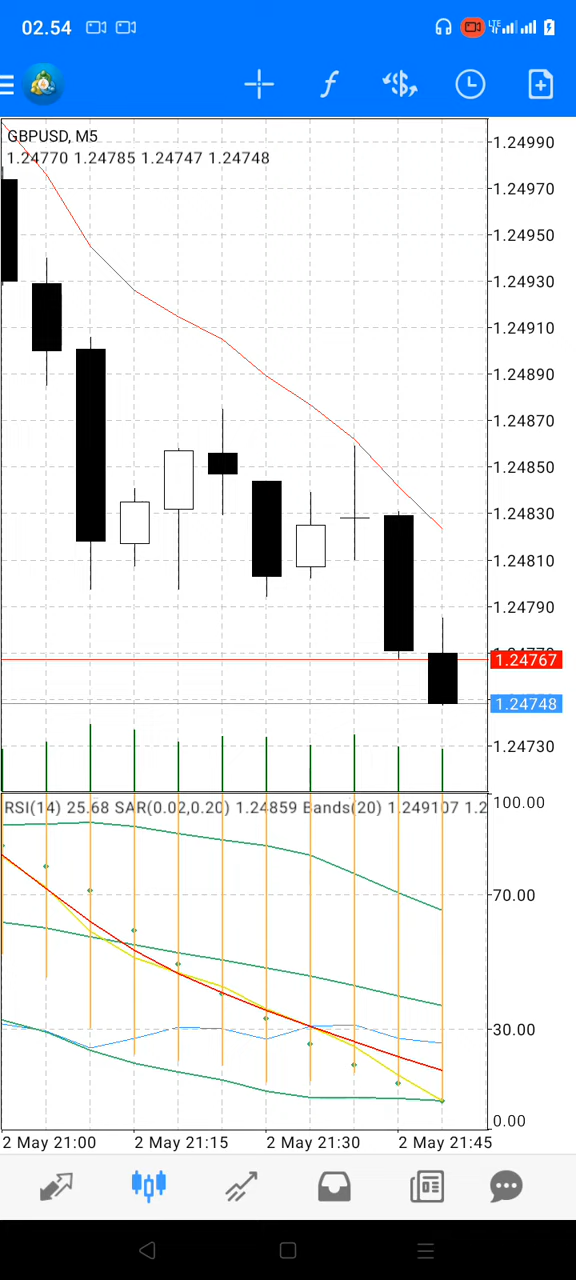 02.54
LTE
f
$
GBPUSD, M5
1.24770 1.24785 1.24747 1.24748
1.24990
1.24970
1.24950
1.24930
1.24910
1.24890
1.24870
1.24850
1.24830
1.24810
1.24790
1.24767
1.24748
1.24730
RSI(14) 25.68 SAR(0.02,0.20) 1.24859 Bands(20) 1.249107 1.2
100.00
70.00
30.00
0.00
2 May 21:00
2 May 21:15
2 May 21:30
2 May 21:45